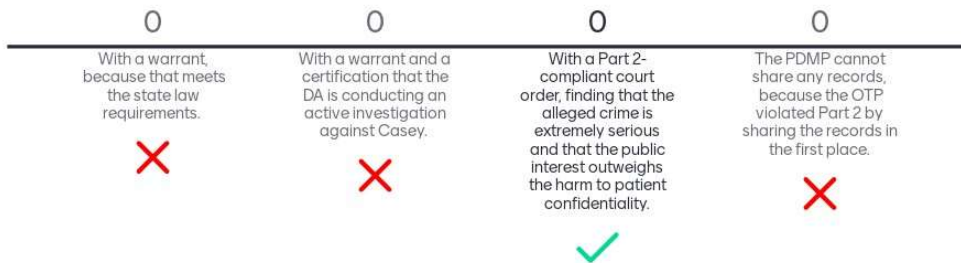 0
With a warrant,
because that meets
the state law
requirements.
0
With a warrant and a
certification that the
DA is conducting an
active investigation
against Casey.
0
With a Part 2-
compliant court
order, finding that the
alleged crime is
extremely serious
and that the public
interest outweighs
the harm to patient
confidentiality.
0
The PDMP cannot
share any records,
because the OTP
violated Part 2 by
sharing the records in
the first place.